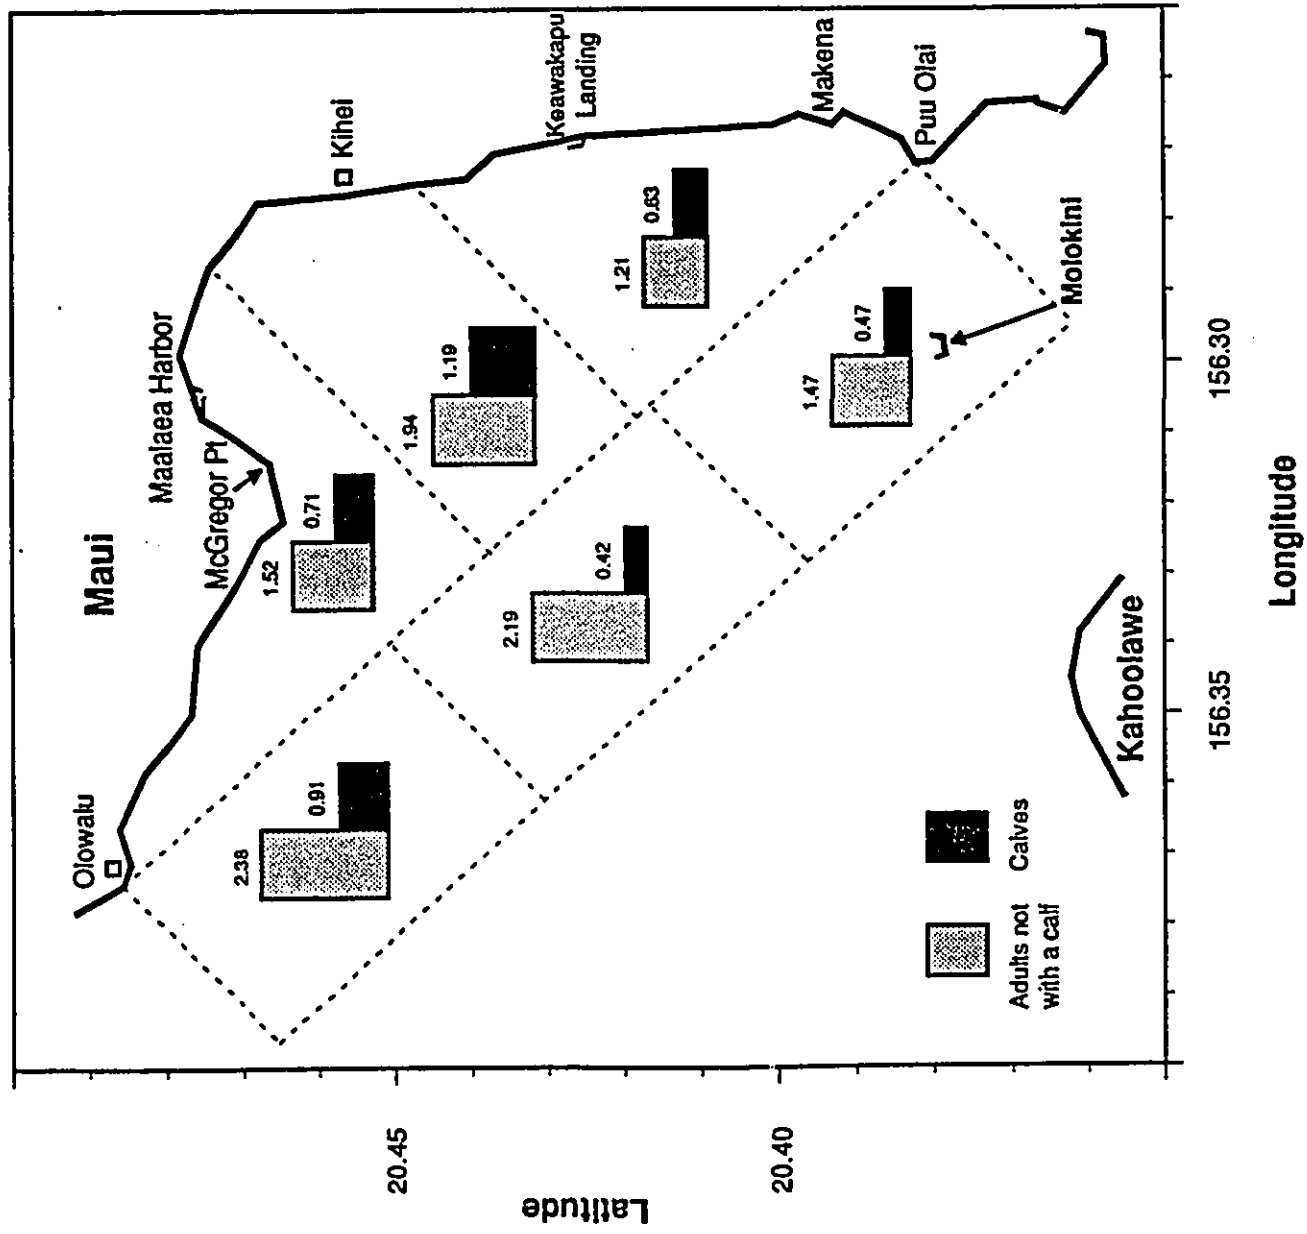 Maui
Olowalu
McGregor Pt
Maalaea Harbor
Kihei
Keawakapu
Landing
Makena
Puu Olai
Molokini
Kahoolawe
2.38
0.91
1.52
0.71
1.94
1.19
2.19
0.42
1.21
0.63
1.47
0.47
Adults not
with a calf
Calves
Latitude
20.45
20.40
156.35
156.30
Longitude